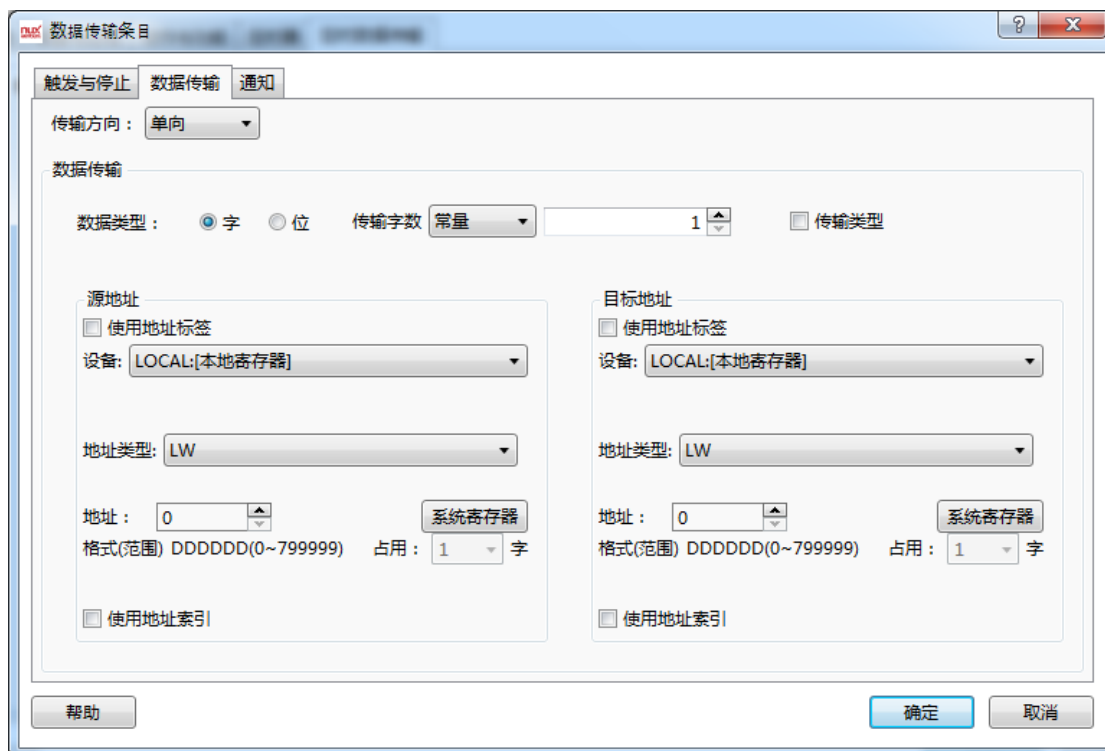 数据传输条目
触发与停止 数据传输 通知
传输方向： 单向
数据传输
数据类型： 字 位 传输字数 常量 1 传输类型
源地址
使用地址标签
设备: LOCAL:[本地寄存器]
地址类型: LW
地址： 0 系统寄存器
格式(范围) DDDDDD(0~799999) 占用： 1 字
使用地址索引
目标地址
使用地址标签
设备: LOCAL:[本地寄存器]
地址类型: LW
地址： 0 系统寄存器
格式(范围) DDDDDD(0~799999) 占用： 1 字
使用地址索引
帮助 确定 取消